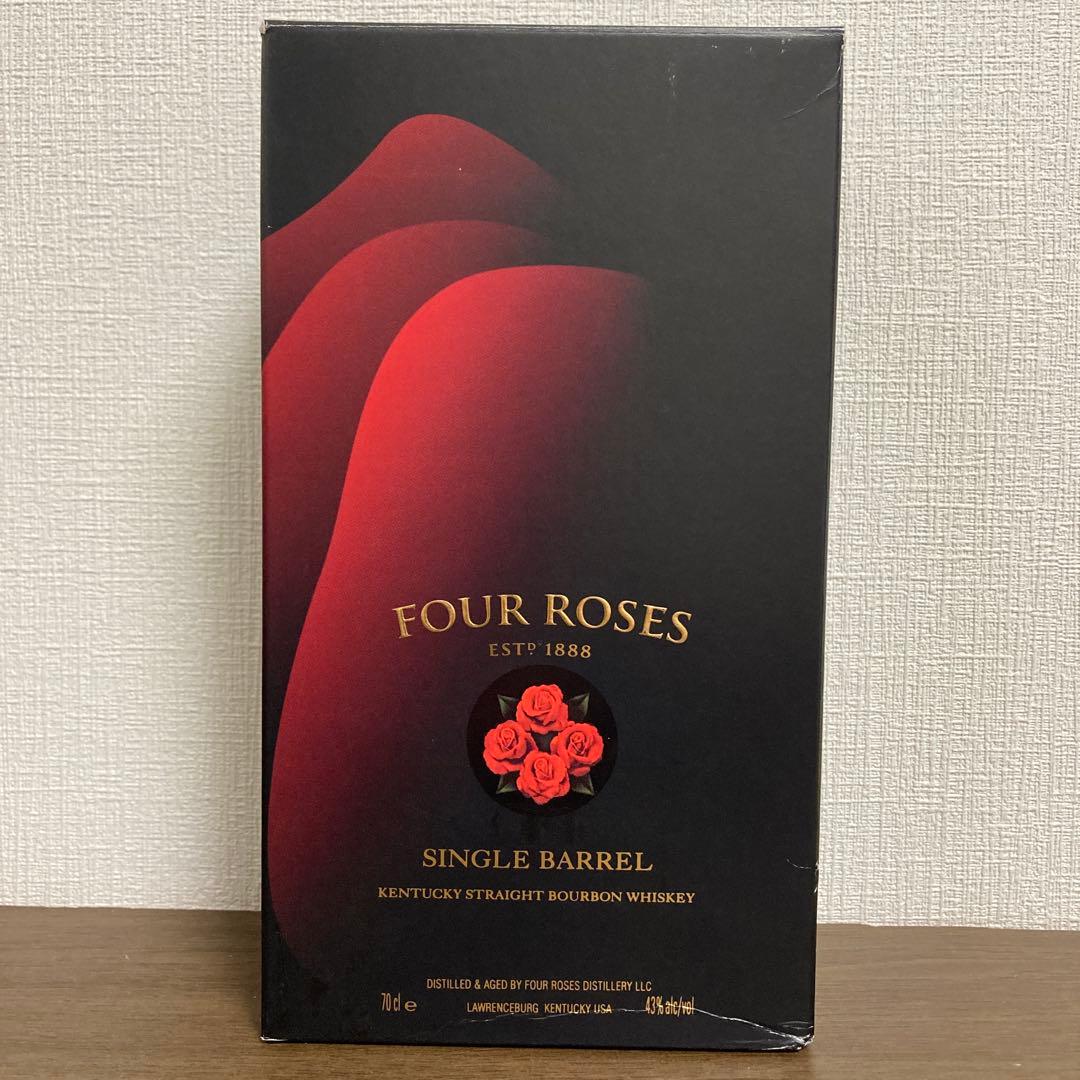 FOUR ROSES
ESTD 1888
SINGLE BARREL
KENTUCKY STRAIGHT BOURBON WHISKEY
DISTILLED & AGED BY FOUR ROSES DISTILLERY LLC
70 cl e LAWRENCEBURG KENTUCKY USA 43% alc/vol